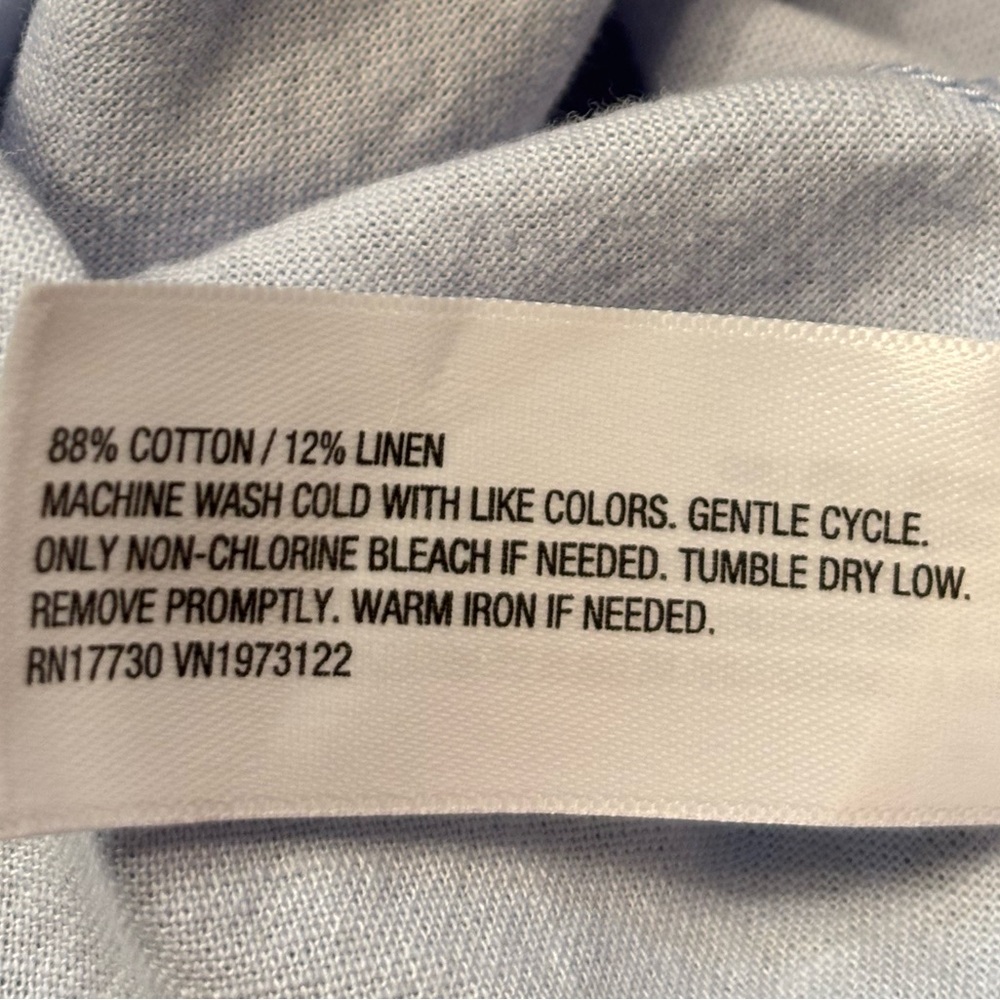 88% COTTON / 12% LINEN
MACHINE WASH COLD WITH LIKE COLORS. GENTLE CYCLE.
ONLY NON-CHLORINE BLEACH IF NEEDED. TUMBLE DRY LOW.
REMOVE PROMPTLY. WARM IRON IF NEEDED.
RN17730 VN1973122